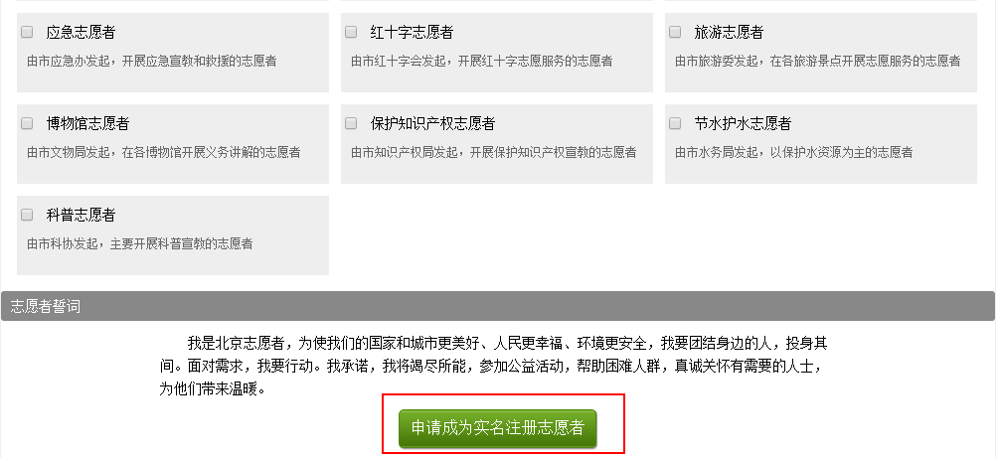 应急志愿者
由市应急办发起，开展应急宣教和救援的志愿者
红十字志愿者
由市红十字会发起，开展红十字志愿服务的志愿者
旅游志愿者
由市旅游委发起，在各旅游景点开展志愿服务的志愿者
博物馆志愿者
由市文物局发起，在各博物馆开展义务讲解的志愿者
保护知识产权志愿者
由市知识产权局发起，开展保护知识产权宣教的志愿者
节水护水志愿者
由市水务局发起，以保护水资源为主的志愿者
科普志愿者
由市科协发起，主要开展科普宣教的志愿者
志愿者誓词
我是北京志愿者，为使我们的国家和城市更美好、人民更幸福、环境更安全，我要团结身边的人，投身其
间。面对需求，我要行动。我承诺，我将竭尽所能，参加公益活动，帮助困难人群，真诚关怀有需要的人士，
为他们带来温暖。
申请成为实名注册志愿者